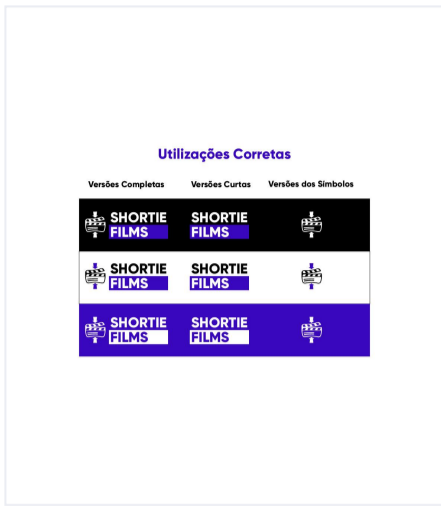 Utilizações Corretas
Versões Completas Versões Curtas Versões dos Símbolos
SHORTIE SHORTIE
FILMS FILMS
SHORTIE SHORTIE
FILMS FILMS
SHORTIE SHORTIE
FILMS FILMS